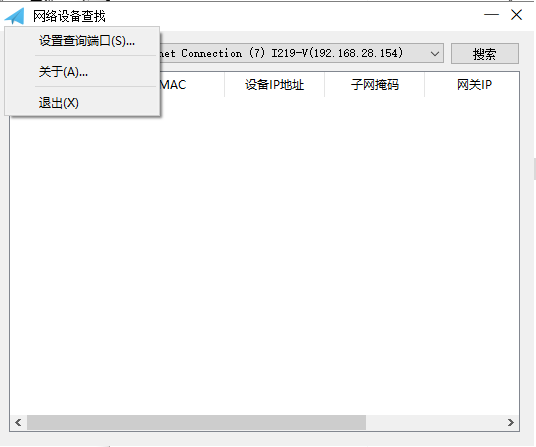 网络设备查找
设置查询端口(S)...
net Connection (7) I219-V(192.168.28.154)
搜索
关于(A)...
MAC
设备IP地址
子网掩码
网关IP
退出(X)